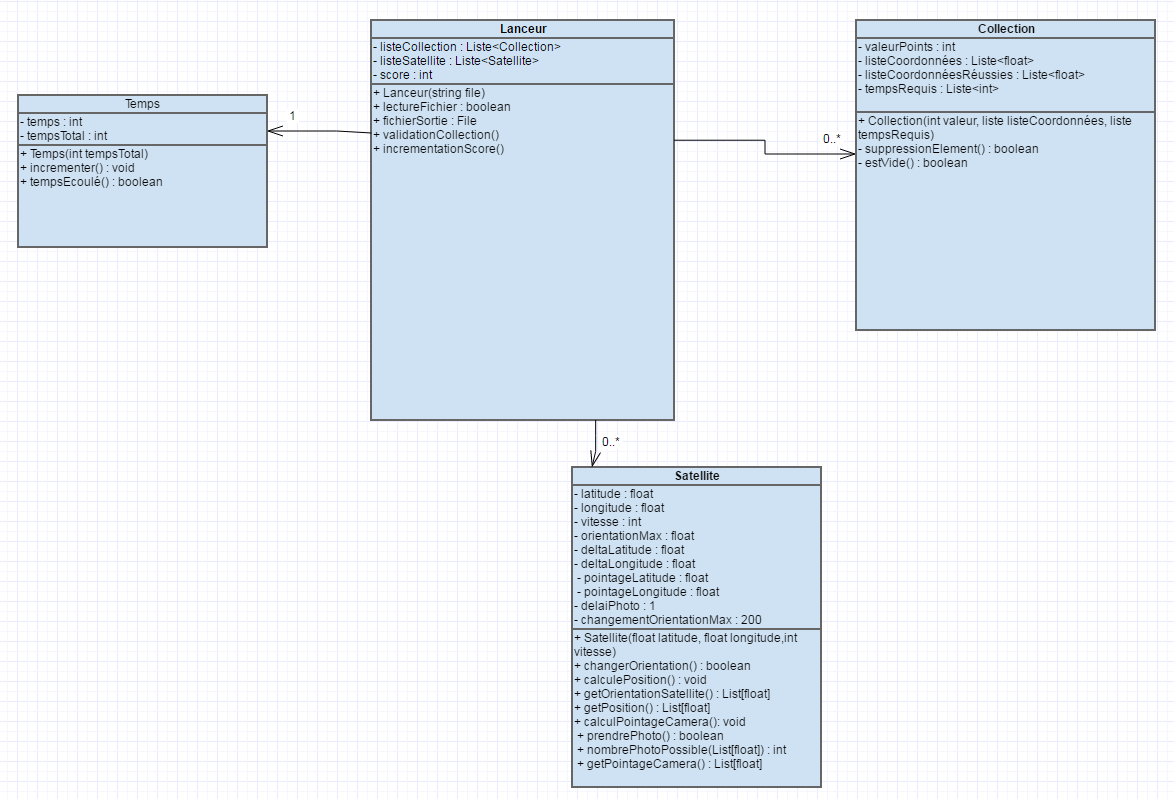 Temps
- temps : int
- tempsTotal : int
+ Temps(int tempsTotal)
+ incrementer() : void
+ tempsEcoulé() : boolean
1
Lanceur
- listeCollection : Liste<Collection>
- listeSatellite : Liste<Satellite>
- score : int
+ Lanceur(string file)
+ lectureFichier : boolean
+ fichierSortie : File
+ validationCollection()
+ incrementationScore()
0..*
Collection
- valeurPoints : int
- listeCoordonnées : Liste<float>
- listeCoordonnéesRéussies : Liste<float>
- tempsRequis : Liste<int>
+ Collection(int valeur, liste listeCoordonnées, liste
tempsRequis)
- suppressionElement() : boolean
- estVide() : boolean
0..*
Satellite
- latitude : float
- longitude : float
- vitesse : int
- orientationMax : float
- deltaLatitude : float
- deltaLongitude : float
- pointageLatitude : float
- pointageLongitude : float
- delaiPhoto : 1
- changementOrientationMax : 200
+ Satellite(float latitude, float longitude,int
vitesse)
+ changerOrientation() : boolean
+ calculePosition() : void
+ getOrientationSatellite() : List[float]
+ getPosition() : List[float]
+ calculPointageCamera(): void
+ prendrePhoto() : boolean
+ nombrePhotoPossible(List[float]) : int
+ getPointageCamera() : List[float]